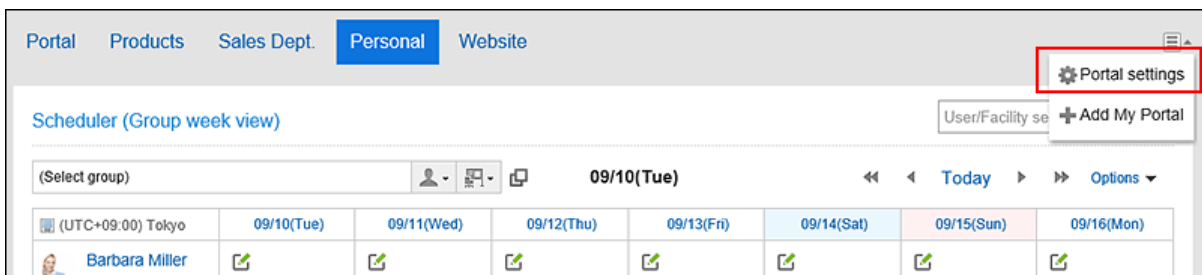 Portal Products Sales Dept. Personal Website
Portal settings
Scheduler (Group week view) User/Facility se Add My Portal
(Select group) 09/10(Tue) Today Options
(UTC+09:00) Tokyo 09/10(Tue) 09/11(Wed) 09/12(Thu) 09/13(Fri) 09/14(Sat) 09/15(Sun) 09/16(Mon)
Barbara Miller